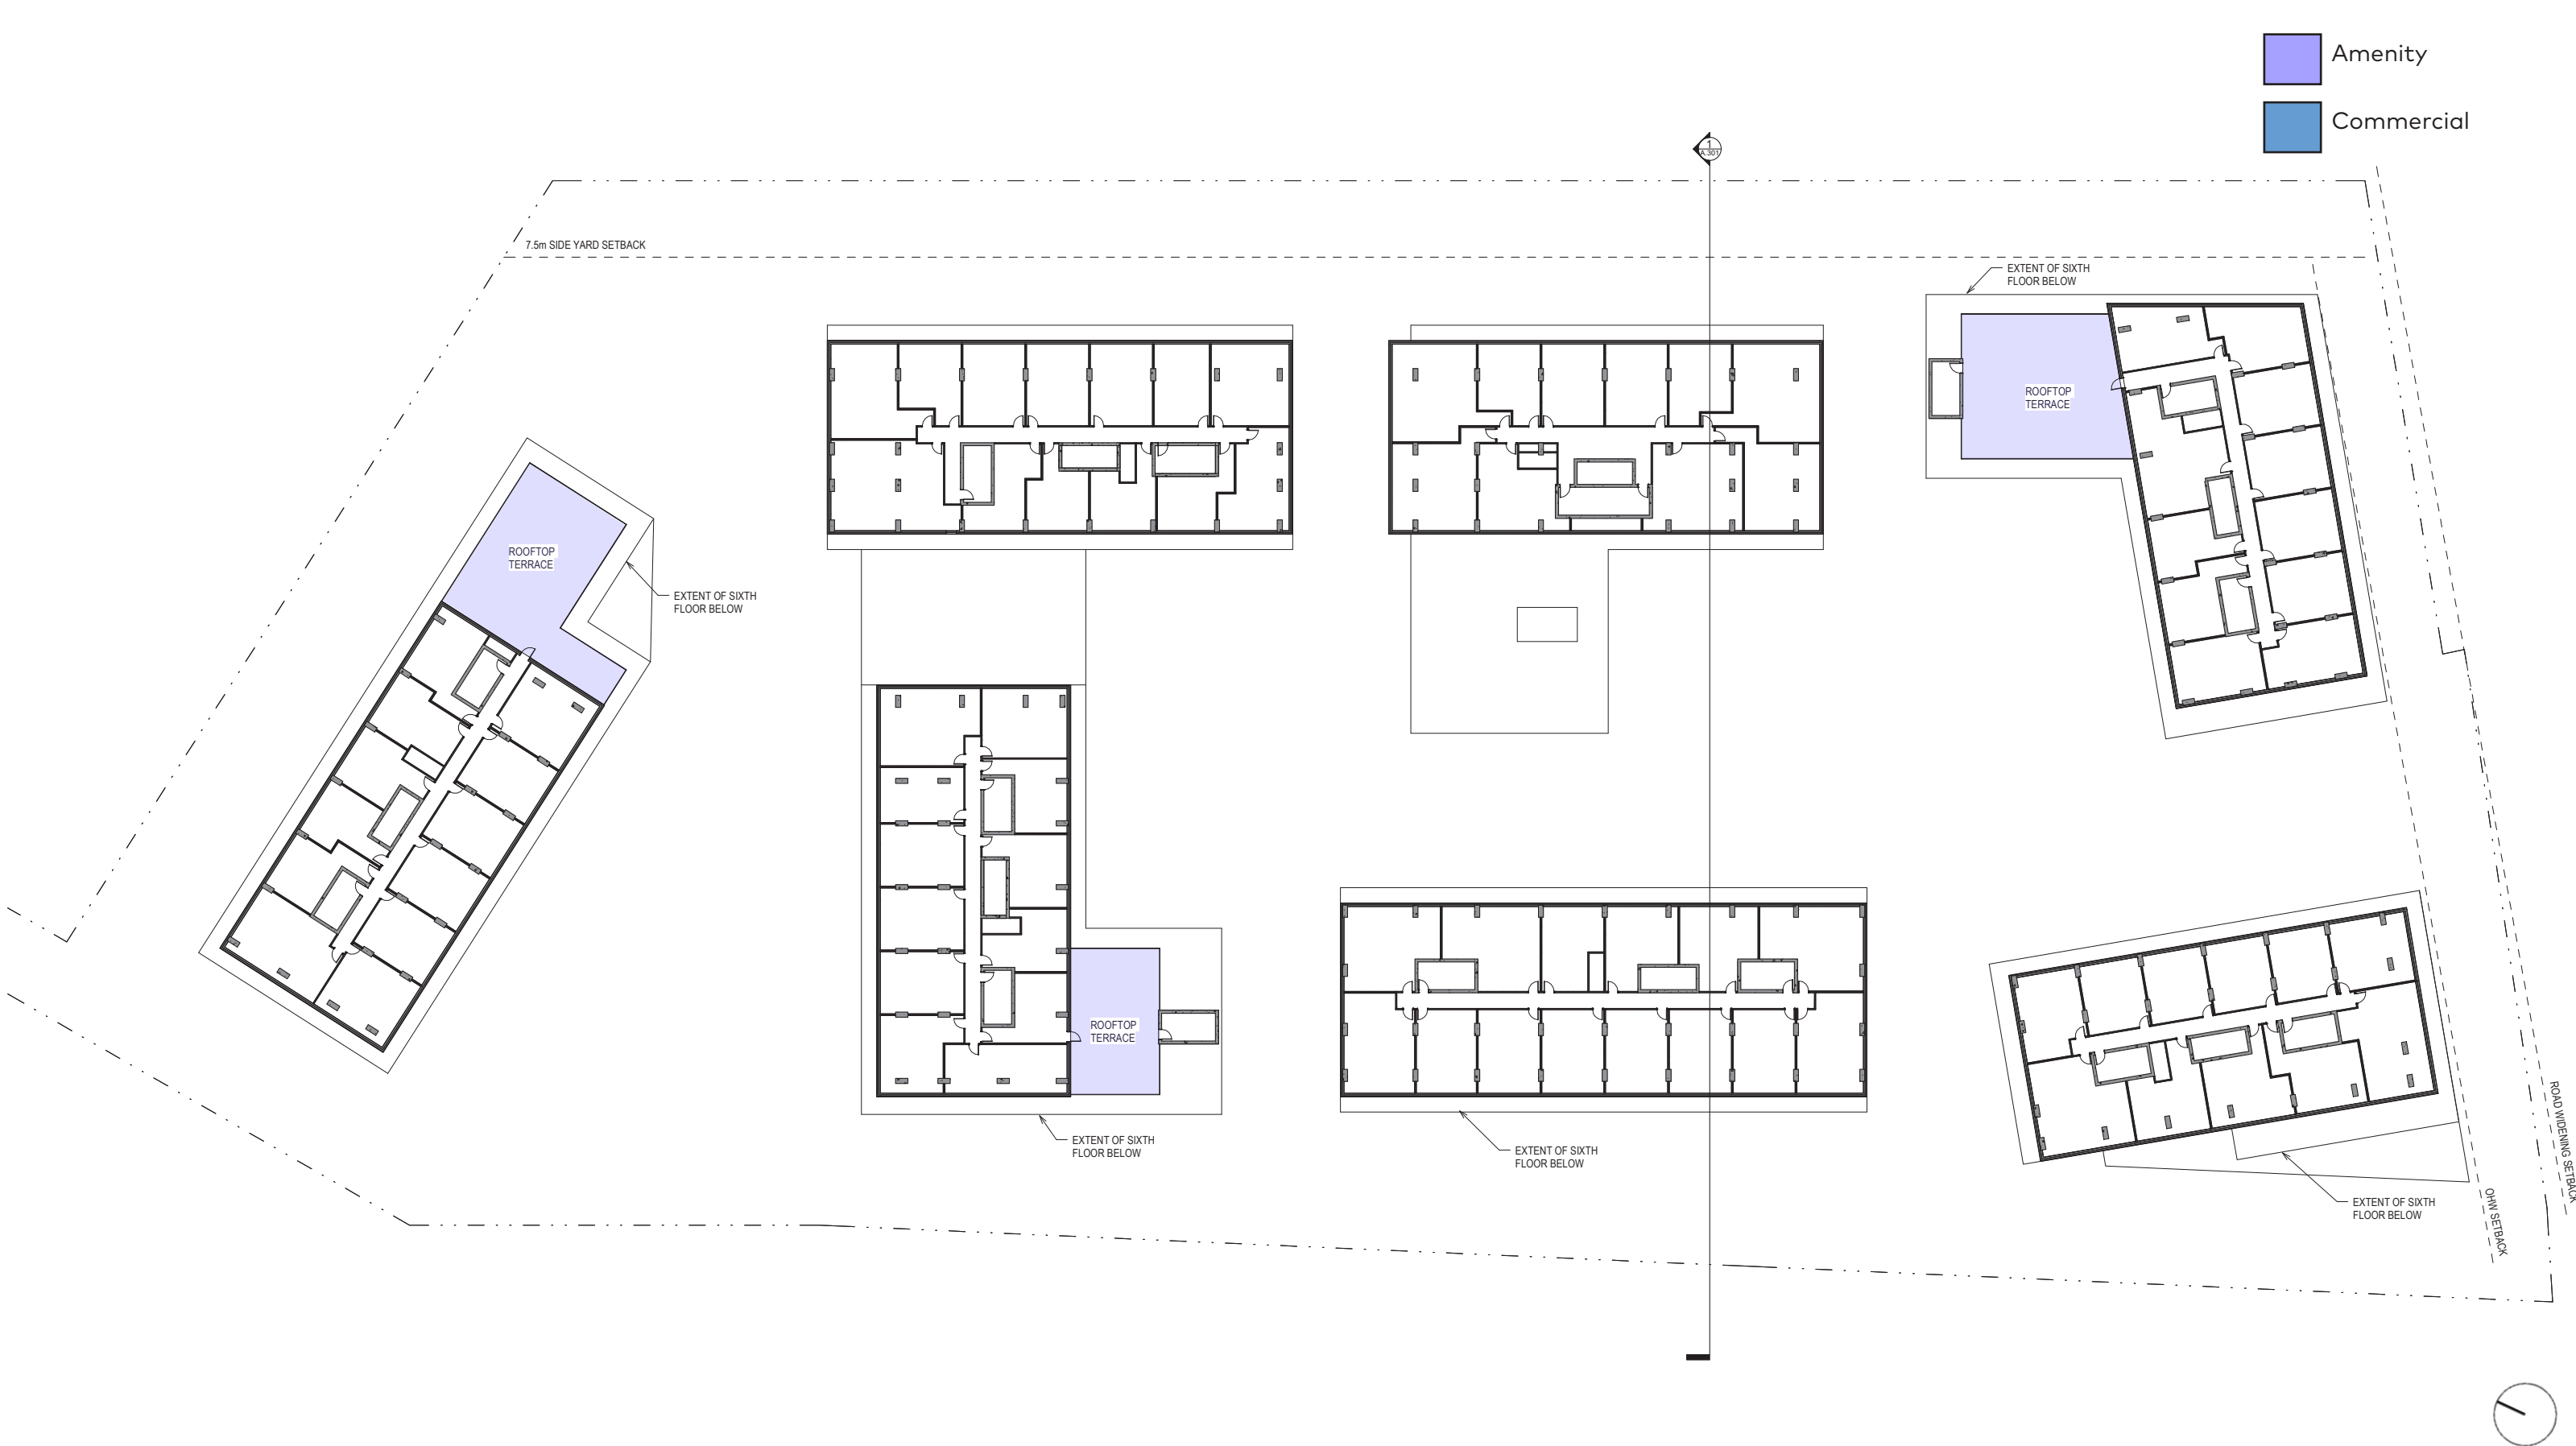 Amenity
Commercial
1
A.301
7.5m SIDE YARD SETBACK
EXTENT OF SIXTH
FLOOR BELOW
ROOFTOP
TERRACE
ROOFTOP
TERRACE
EXTENT OF SIXTH
FLOOR BELOW
ROOFTOP
TERRACE
EXTENT OF SIXTH
FLOOR BELOW
EXTENT OF SIXTH
FLOOR BELOW
EXTENT OF SIXTH
FLOOR BELOW
OHW SETBACK
ROAD WIDENING SETBACK